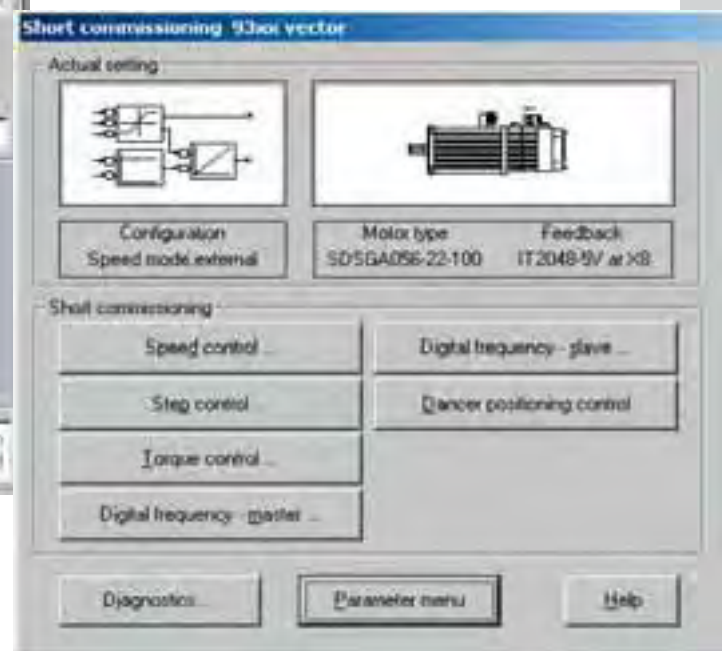 Short commissioning 93xx vector
Actual setting
Configuration
Speed mode external
Motor type
SDSGA056-22-100
Feedback
IT2048-5V at X8
Short commissioning
Speed control ...
Digital frequency - slave ...
Step control
Dancer positioning control
Torque control ...
Digital frequency - master ...
Diagnostics...
Parameter menu
Help